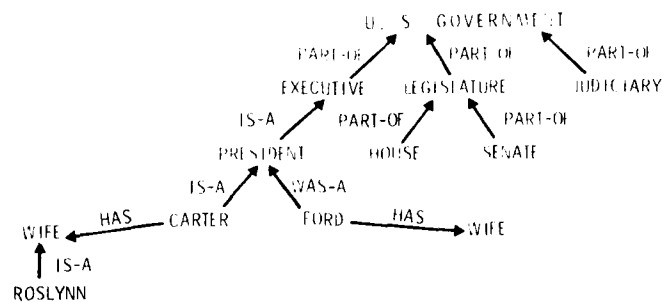 U. S GOVERNMENT
PART-OF PART OF PART-OF
EXECUTIVE LEGISLATURE JUDICIARY
IS-A PART-OF PART-OF
PRESIDENT HOUSE SENATE
IS-A WAS-A
WIFE HAS CARTER FORD HAS WIFE
IS-A
ROSLYNN